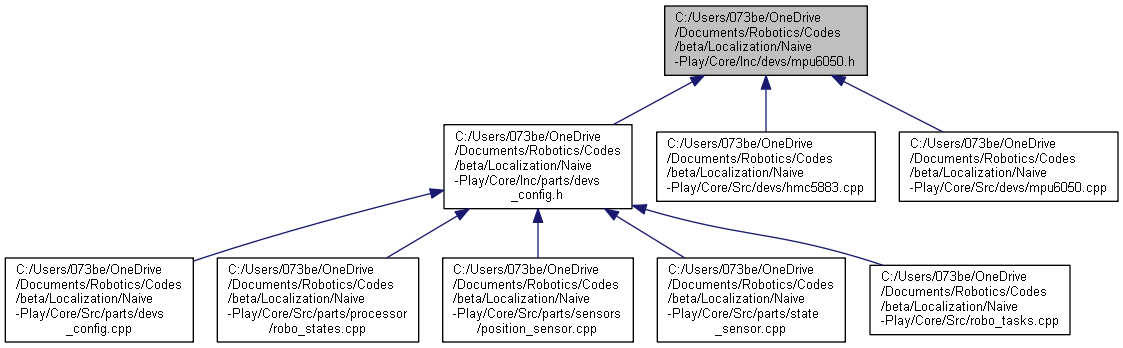 C:/Users/073be/OneDrive
/Documents/Robotics/Codes
/beta/Localization/Naive
-Play/Core/Inc/devs/mpu6050.h
C:/Users/073be/OneDrive
/Documents/Robotics/Codes
/beta/Localization/Naive
-Play/Core/Inc/parts/devs
_config.h
C:/Users/073be/OneDrive
/Documents/Robotics/Codes
/beta/Localization/Naive
-Play/Core/Src/devs/hmc5883.cpp
C:/Users/073be/OneDrive
/Documents/Robotics/Codes
/beta/Localization/Naive
-Play/Core/Src/devs/mpu6050.cpp
C:/Users/073be/OneDrive
/Documents/Robotics/Codes
/beta/Localization/Naive
-Play/Core/Src/parts/devs
_config.cpp
C:/Users/073be/OneDrive
/Documents/Robotics/Codes
/beta/Localization/Naive
-Play/Core/Src/parts/processor
/robo_states.cpp
C:/Users/073be/OneDrive
/Documents/Robotics/Codes
/beta/Localization/Naive
-Play/Core/Src/parts/sensors
/position_sensor.cpp
C:/Users/073be/OneDrive
/Documents/Robotics/Codes
/beta/Localization/Naive
-Play/Core/Src/parts/state
_sensor.cpp
C:/Users/073be/OneDrive
/Documents/Robotics/Codes
/beta/Localization/Naive
-Play/Core/Src/robo_tasks.cpp